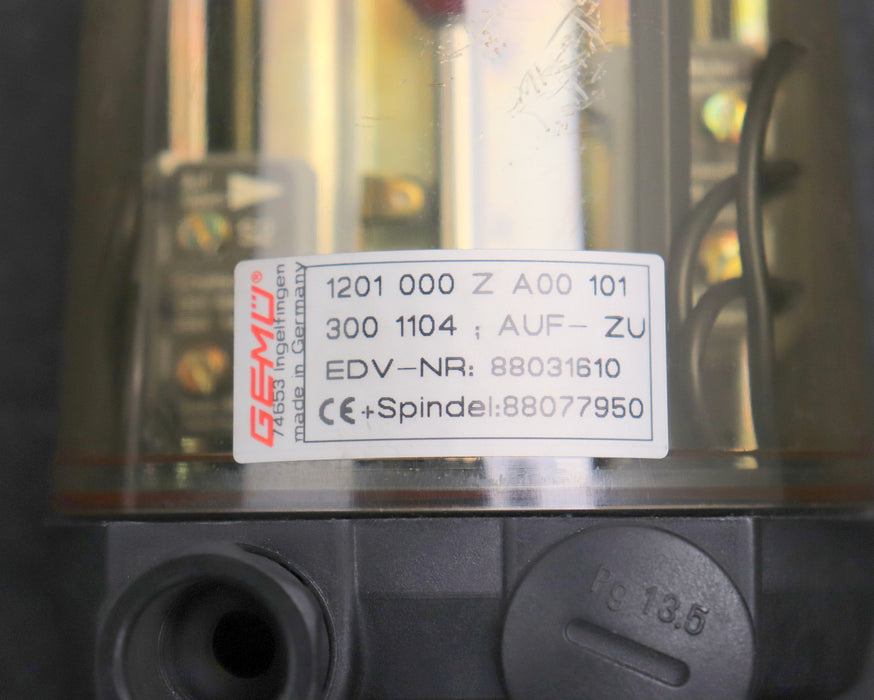 GEMÜ®
74653 Ingelfingen
made in Germany
1201 000 Z A00 101
300 1104 ; AUF- ZU
EDV-NR: 88031610
CE+Spindel:88077950
Pg 13.5